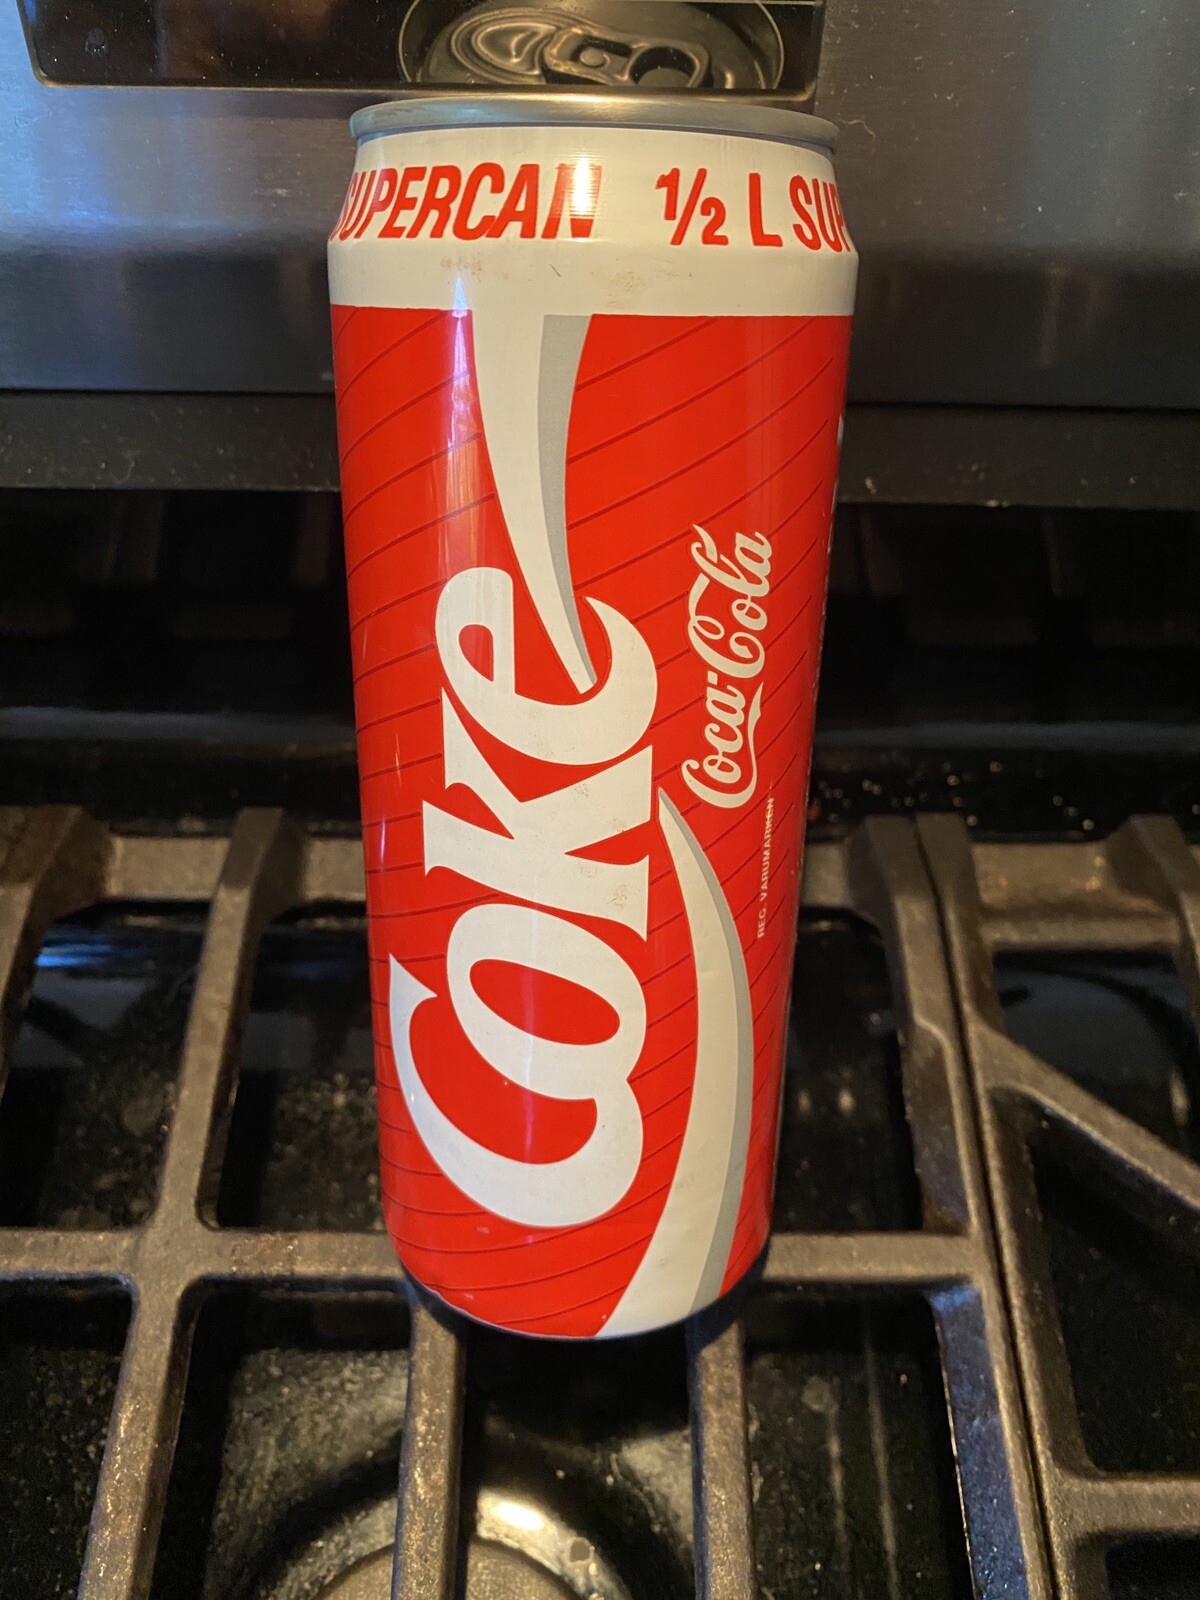 SUPERCAN ½ L SUP
Coke
Coca-Cola
REG. VARUMÄRKEN